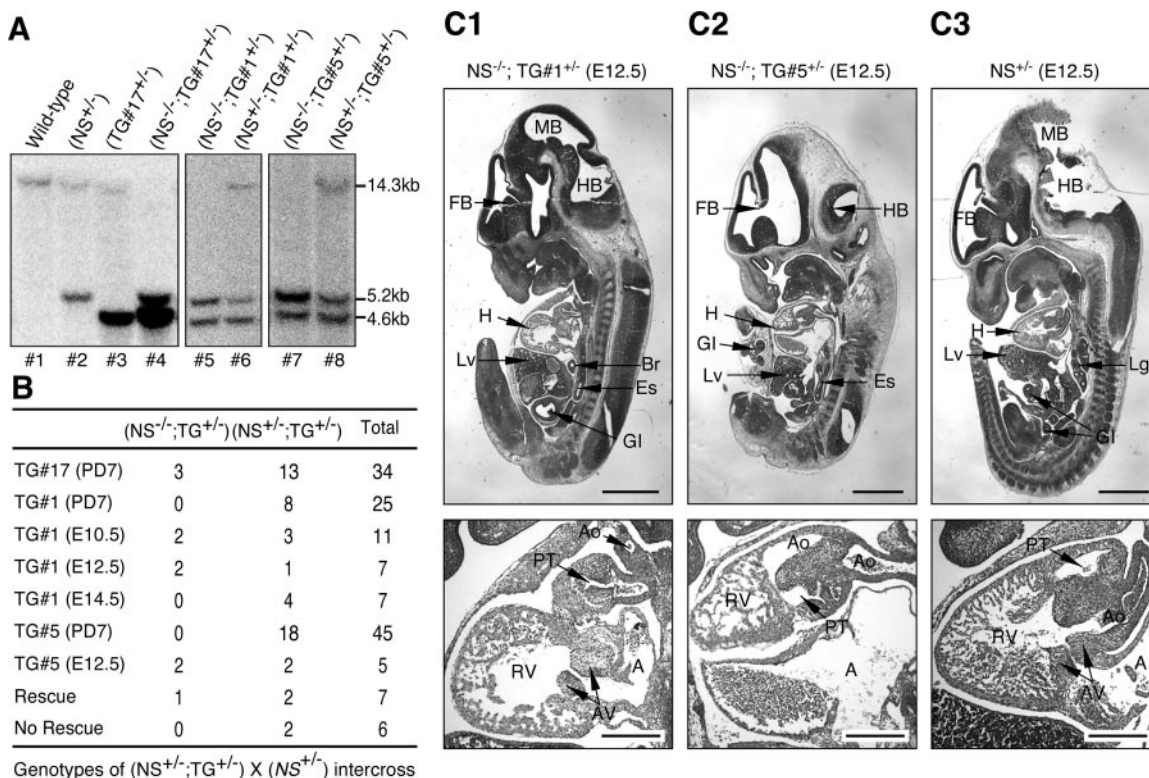 A
Wild-type
(NS+/-)
(TG#17+/-)
(NS-/-;TG#17+/-)
(NS-/-;TG#1+/-)
(NS+/-;TG#1+/-)
(NS-/-;TG#5+/-)
(NS+/-;TG#5+/-)
14.3kb
5.2kb
4.6kb
#1 #2 #3 #4 #5 #6 #7 #8
B
(NS-/-;TG+/-) (NS+/-;TG+/-) Total
TG#17 (PD7) 3 13 34
TG#1 (PD7) 0 8 25
TG#1 (E10.5) 2 3 11
TG#1 (E12.5) 2 1 7
TG#1 (E14.5) 0 4 7
TG#5 (PD7) 0 18 45
TG#5 (E12.5) 2 2 5
Rescue 1 2 7
No Rescue 0 2 6
Genotypes of (NS+/-;TG+/-) X (NS+/-) intercross
C1
NS-/-; TG#1+/- (E12.5)
MB
HB
FB
H
Lv
Br
Es
GI
Ao
PT
RV
A
AV
C2
NS-/-; TG#5+/- (E12.5)
FB
HB
H
GI
Lv
Es
Ao
Ao
RV
PT
A
C3
NS+/- (E12.5)
MB
HB
FB
H
Lv
Lg
GI
PT
Ao
RV
A
AV